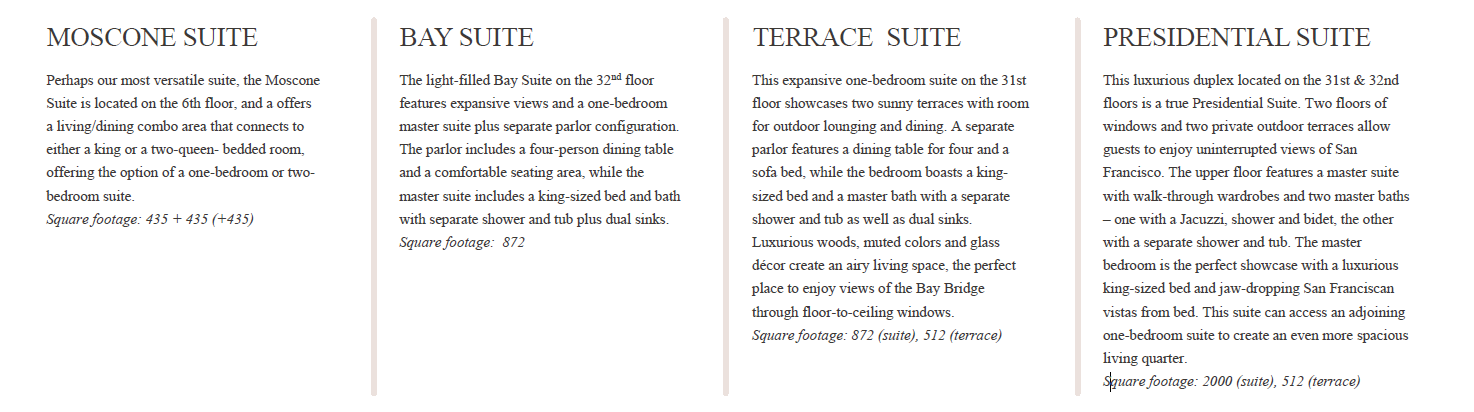 MOSCONE SUITE
Perhaps our most versatile suite, the Moscone
Suite is located on the 6th floor, and a offers
a living/dining combo area that connects to
either a king or a two-queen- bedded room,
offering the option of a one-bedroom or two-
bedroom suite.
Square footage: 435 + 435 (+435)
BAY SUITE
The light-filled Bay Suite on the 32nd floor
features expansive views and a one-bedroom
master suite plus separate parlor configuration.
The parlor includes a four-person dining table
and a comfortable seating area, while the
master suite includes a king-sized bed and bath
with separate shower and tub plus dual sinks.
Square footage:  872
TERRACE  SUITE
This expansive one-bedroom suite on the 31st
floor showcases two sunny terraces with room
for outdoor lounging and dining. A separate
parlor features a dining table for four and a
sofa bed, while the bedroom boasts a king-
sized bed and a master bath with a separate
shower and tub as well as dual sinks.
Luxurious woods, muted colors and glass
décor create an airy living space, the perfect
place to enjoy views of the Bay Bridge
through floor-to-ceiling windows.
Square footage: 872 (suite), 512 (terrace)
PRESIDENTIAL SUITE
This luxurious duplex located on the 31st & 32nd
floors is a true Presidential Suite. Two floors of
windows and two private outdoor terraces allow
guests to enjoy uninterrupted views of San
Francisco. The upper floor features a master suite
with walk-through wardrobes and two master baths
– one with a Jacuzzi, shower and bidet, the other
with a separate shower and tub. The master
bedroom is the perfect showcase with a luxurious
king-sized bed and jaw-dropping San Franciscan
vistas from bed. This suite can access an adjoining
one-bedroom suite to create an even more spacious
living quarter.
Square footage: 2000 (suite), 512 (terrace)